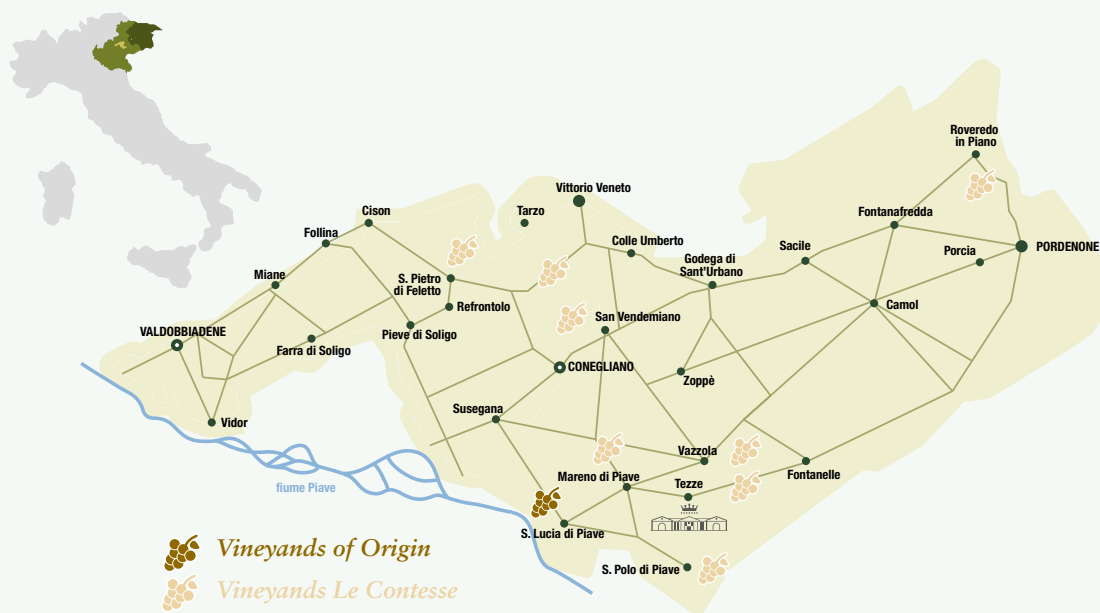 Roveredo
in Piano
Vittorio Veneto
Cison
Tarzo
Fontanafredda
Follina
Colle Umberto
Sacile
PORDENONE
Porcia
Godega di
Sant'Urbano
Miane
S. Pietro
di Feletto
Refrontolo
Camol
San Vendemiano
VALDOBBIADENE
Pieve di Soligo
Farra di Soligo
CONEGLIANO
Zoppè
Susegana
Vidor
Vazzola
Mareno di Piave
Tezze
Fontanelle
fiume Piave
S. Lucia di Piave
Vineyands of Origin
S. Polo di Piave
Vineyands Le Contesse